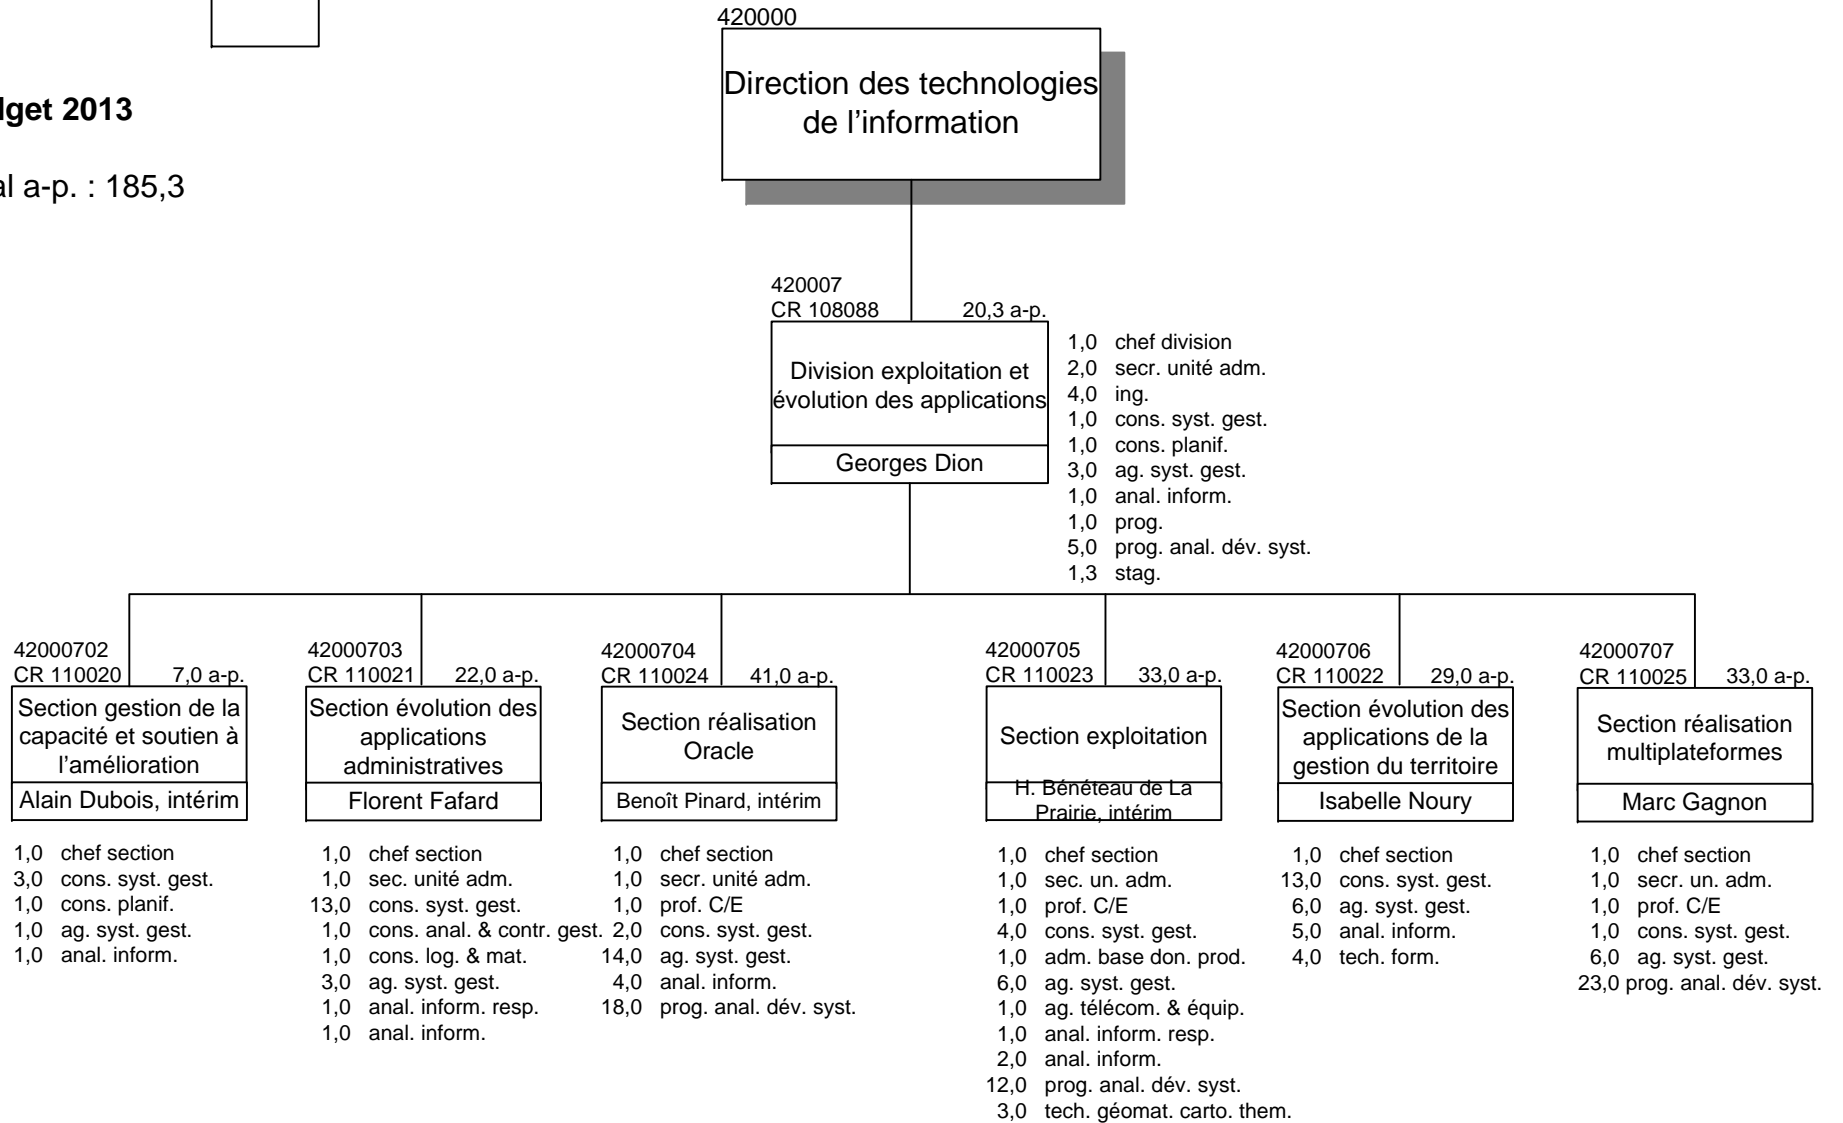 420000
Direction des technologies
de l'information
dget 2013
al a-p. : 185,3
420007
CR 108088 20,3 a-p.
Division exploitation et
évolution des applications
Georges Dion
1,0 chef division
2,0 secr. unité adm.
4,0 ing.
1,0 cons. syst. gest.
1,0 cons. planif.
3,0 ag. syst. gest.
1,0 anal. inform.
1,0 prog.
5,0 prog. anal. dév. syst.
1,3 stag.
42000702
CR 110020 7,0 a-p.
Section gestion de la
capacité et soutien à
l'amélioration
Alain Dubois, intérim
1,0 chef section
3,0 cons. syst. gest.
1,0 cons. planif.
1,0 ag. syst. gest.
1,0 anal. inform.
42000703
CR 110021 22,0 a-p.
Section évolution des
applications
administratives
Florent Fafard
1,0 chef section
1,0 sec. unité adm.
13,0 cons. syst. gest.
1,0 cons. anal. & contr. gest.
1,0 cons. log. & mat.
3,0 ag. syst. gest.
1,0 anal. inform. resp.
1,0 anal. inform.
42000704
CR 110024 41,0 a-p.
Section réalisation
Oracle
Benoît Pinard, intérim
1,0 chef section
1,0 secr. unité adm.
1,0 prof. C/E
2,0 cons. syst. gest.
14,0 ag. syst. gest.
4,0 anal. inform.
18,0 prog. anal. dév. syst.
42000705
CR 110023 33,0 a-p.
Section exploitation
H. Bénéteau de La
Prairie, intérim
1,0 chef section
1,0 sec. un. adm.
1,0 prof. C/E
4,0 cons. syst. gest.
1,0 adm. base don. prod.
6,0 ag. syst. gest.
1,0 ag. télécom. & équip.
1,0 anal. inform. resp.
2,0 anal. inform.
12,0 prog. anal. dév. syst.
3,0 tech. géomat. carto. them.
42000706
CR 110022 29,0 a-p.
Section évolution des
applications de la
gestion du territoire
Isabelle Noury
1,0 chef section
13,0 cons. syst. gest.
6,0 ag. syst. gest.
5,0 anal. inform.
4,0 tech. form.
42000707
CR 110025 33,0 a-p.
Section réalisation
multiplateformes
Marc Gagnon
1,0 chef section
1,0 secr. un. adm.
1,0 prof. C/E
1,0 cons. syst. gest.
6,0 ag. syst. gest.
23,0 prog. anal. dév. syst.